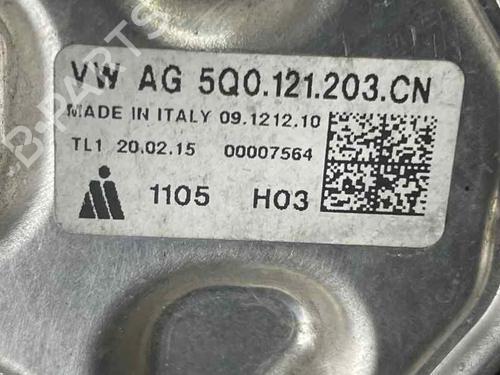 VW AG 5Q0.121.203.CN
MADE IN ITALY 09.1212.10
TL1 20.02.15 00007564
1105 H03
B-PARTS